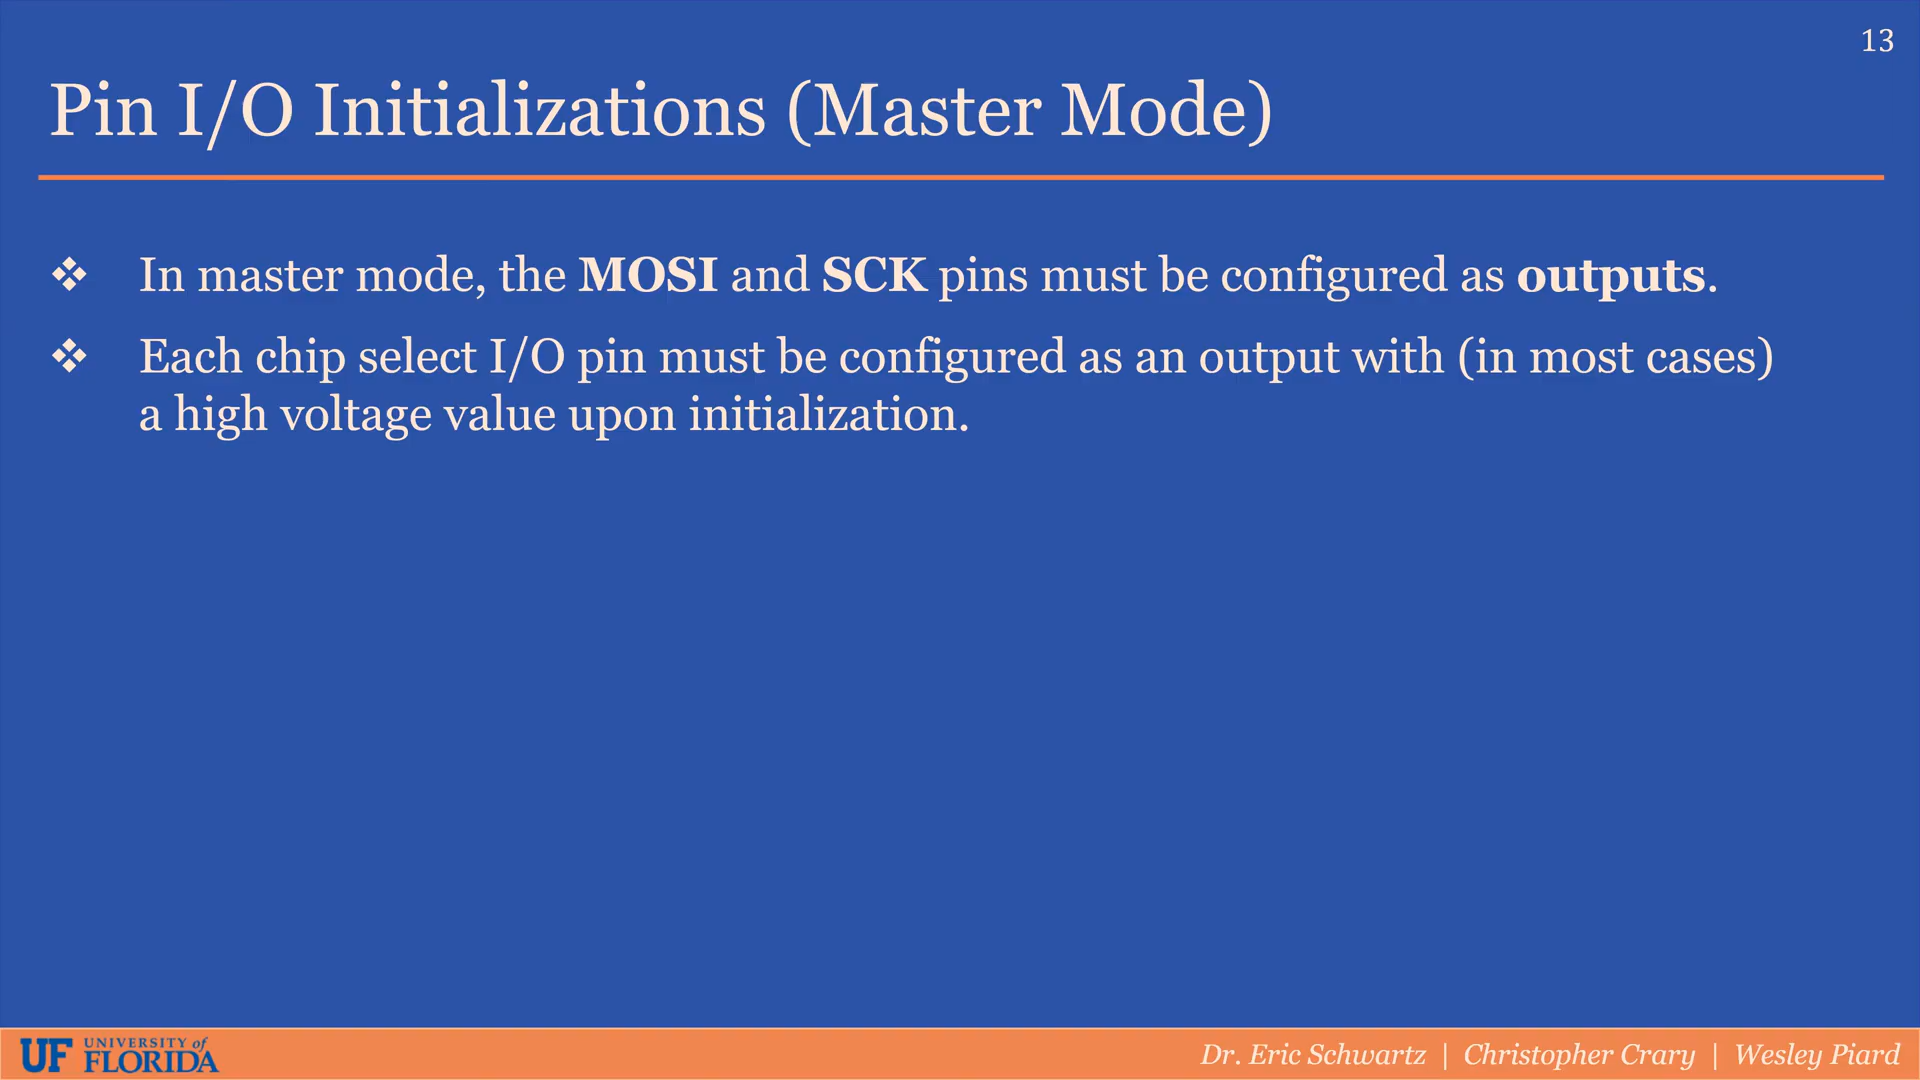 13
Pin I/O Initializations (Master Mode)
❖ In master mode, the MOSI and SCK pins must be configured as outputs.
❖ Each chip select I/O pin must be configured as an output with (in most cases)
a high voltage value upon initialization.
UF UNIVERSITY of
FLORIDA
Dr. Eric Schwartz | Christopher Crary | Wesley Piard